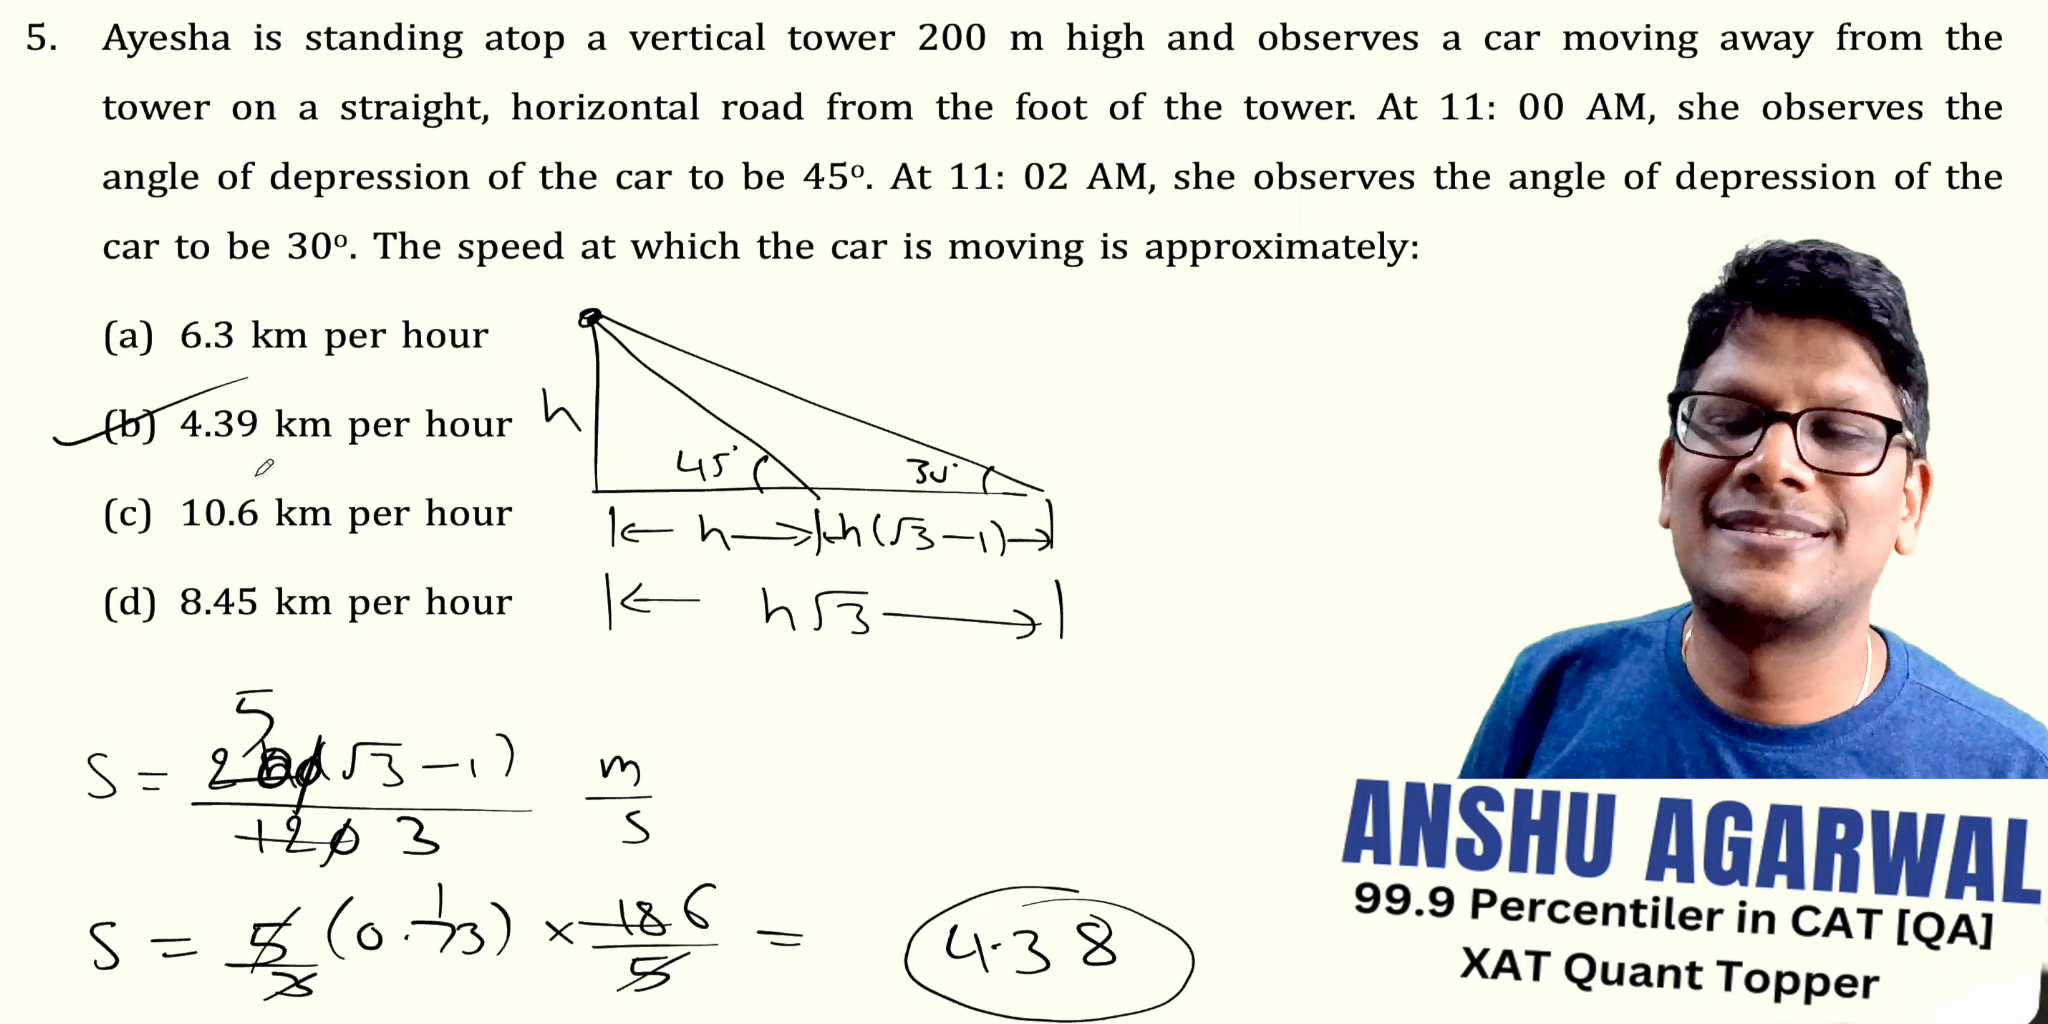 5. Ayesha is standing atop a vertical tower 200 m high and observes a car moving away from the
tower on a straight, horizontal road from the foot of the tower. At 11: 00 AM, she observes the
angle of depression of the car to be 45º. At 11: 02 AM, she observes the angle of depression of the
car to be 30º. The speed at which the car is moving is approximately:
(a) 6.3 km per hour
(b) 4.39 km per hour
(c) 10.6 km per hour
(d) 8.45 km per hour
h
45° 30°
h h(√3-1)
h√3
5
S = 200(√3-1) m
120 3 s
S = 5/3 (0.73) × 18 6/5 = 4.38
ANSHU AGARWAL
99.9 Percentiler in CAT [QA]
XAT Quant Topper